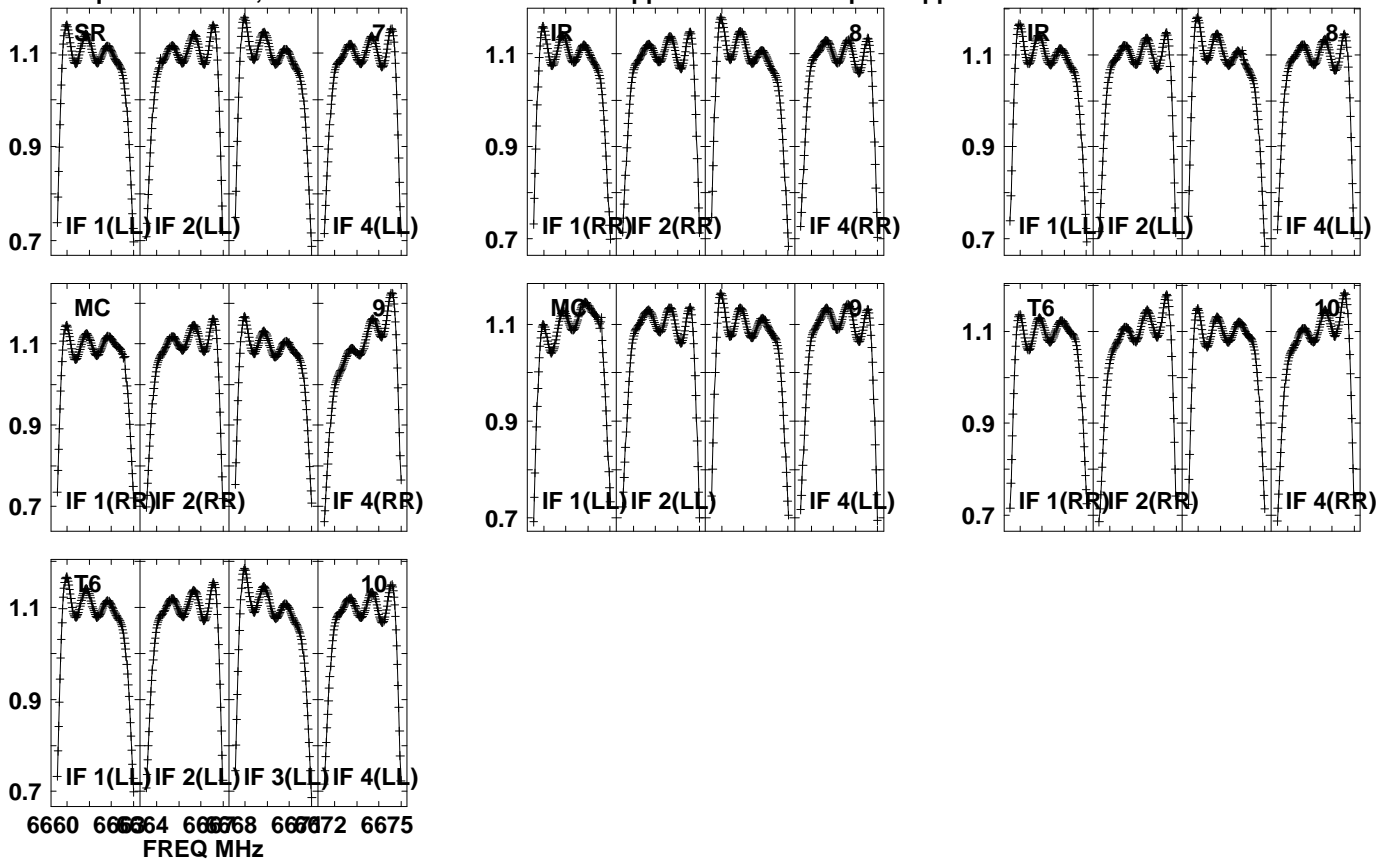 SR 7 IR 8 IR 8
1.1 1.1 1.1
0.9 0.9 0.9
IF 1(LL) IF 2(LL) IF 4(LL) IF 1(RR) IF 2(RR) IF 4(RR) IF 1(LL) IF 2(LL) IF 4(LL)
0.7 0.7 0.7
MC 9 MC 9 T6 10
1.1 1.1 1.1
0.9 0.9 0.9
IF 1(RR) IF 2(RR) IF 4(RR) IF 1(LL) IF 2(LL) IF 4(LL) IF 1(RR) IF 2(RR) IF 4(RR)
0.7 0.7 0.7
T6 10
1.1
0.9
IF 1(LL) IF 2(LL) IF 3(LL) IF 4(LL)
0.7
6660 6663 6664 6667 6668 6671 6672 6675
FREQ MHz